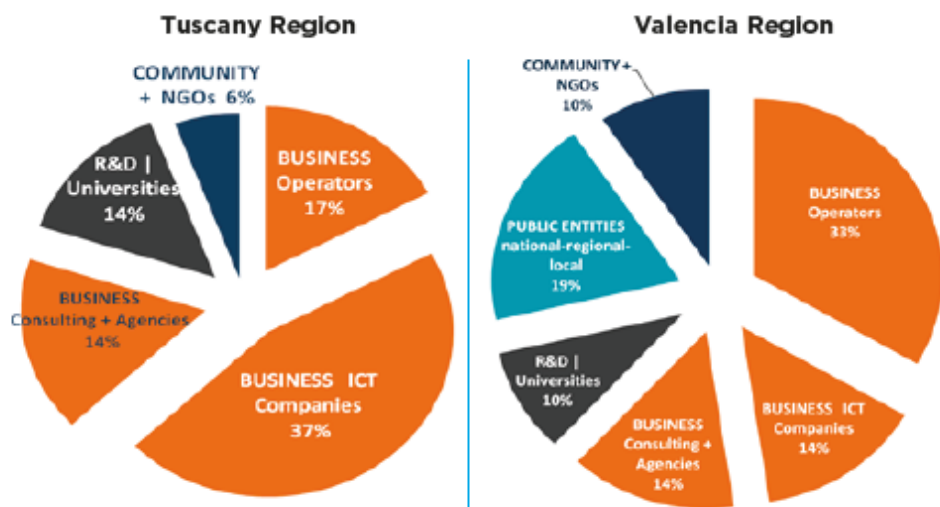 Tuscany Region
COMMUNITY
+ NGOs 6%
BUSINESS
Operators
17%
R&D |
Universities
14%
BUSINESS
Consulting + Agencies
14%
BUSINESS ICT
Companies
37%
Valencia Region
COMMUNITY +
NGOs
10%
BUSINESS
Operators
33%
PUBLIC ENTITIES
national-regional-
local
19%
R&D
| Universities
10%
BUSINESS
Consulting +
Agencies
14%
BUSINESS ICT
Companies
14%